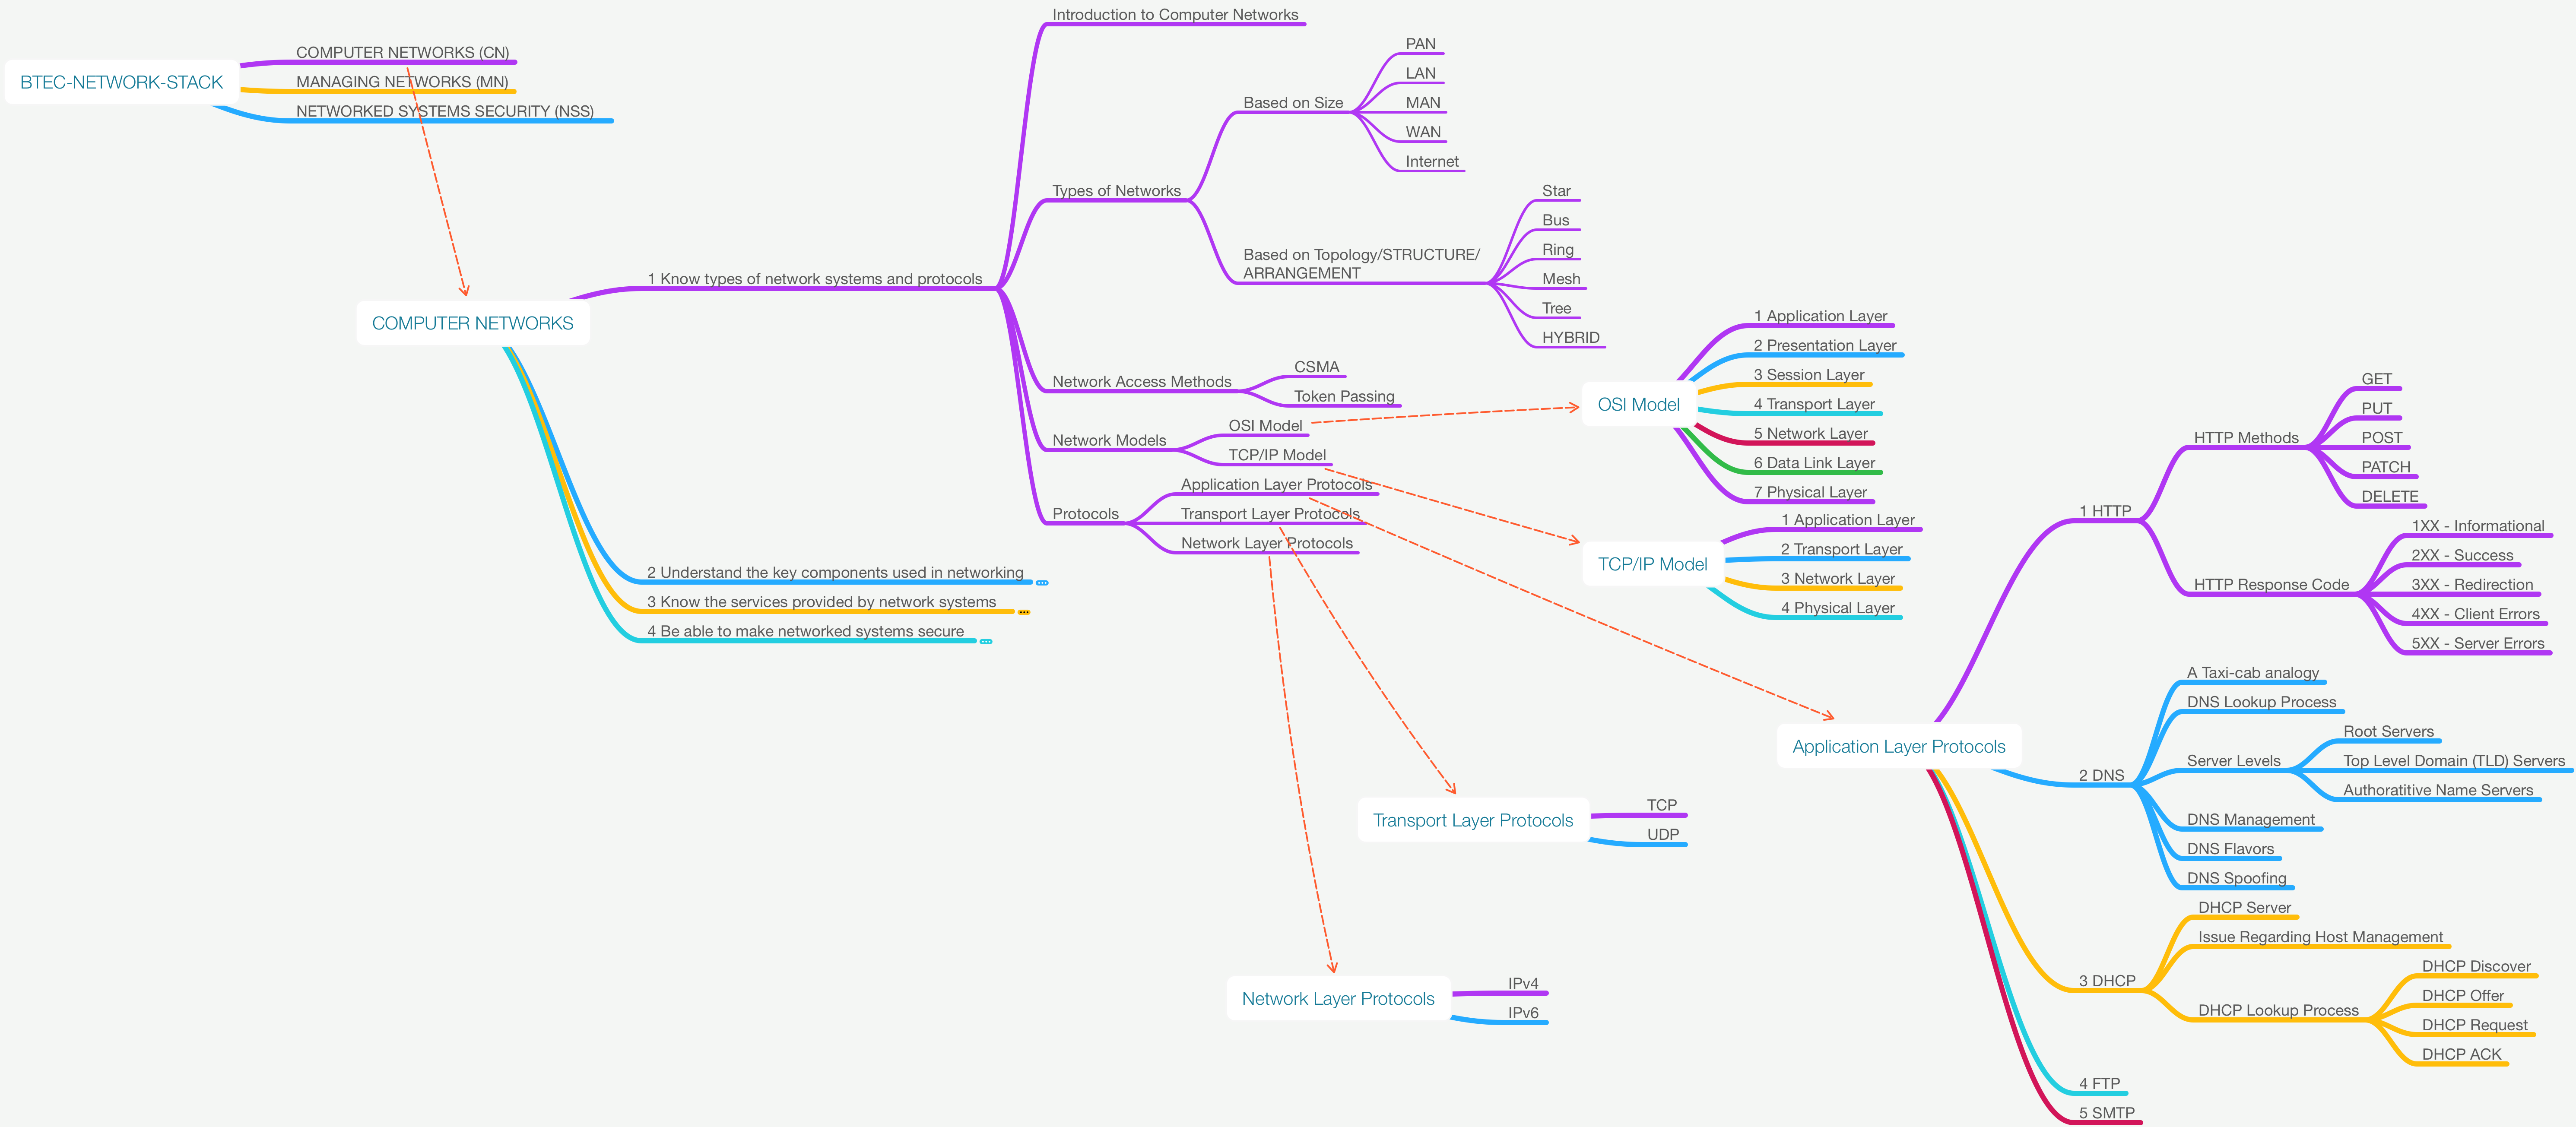 BTEC-NETWORK-STACK
COMPUTER NETWORKS (CN)
MANAGING NETWORKS (MN)
NETWORKED SYSTEMS SECURITY (NSS)
COMPUTER NETWORKS
1 Know types of network systems and protocols
Introduction to Computer Networks
Types of Networks
Based on Size
PAN
LAN
MAN
WAN
Internet
Based on Topology/STRUCTURE/
ARRANGEMENT
Star
Bus
Ring
Mesh
Tree
HYBRID
Network Access Methods
CSMA
Token Passing
Network Models
OSI Model
TCP/IP Model
Protocols
Application Layer Protocols
Transport Layer Protocols
Network Layer Protocols
2 Understand the key components used in networking
3 Know the services provided by network systems
4 Be able to make networked systems secure
OSI Model
1 Application Layer
2 Presentation Layer
3 Session Layer
4 Transport Layer
5 Network Layer
6 Data Link Layer
7 Physical Layer
TCP/IP Model
1 Application Layer
2 Transport Layer
3 Network Layer
4 Physical Layer
Application Layer Protocols
1 HTTP
HTTP Methods
GET
PUT
POST
PATCH
DELETE
HTTP Response Code
1XX - Informational
2XX - Success
3XX - Redirection
4XX - Client Errors
5XX - Server Errors
2 DNS
A Taxi-cab analogy
DNS Lookup Process
Server Levels
Root Servers
Top Level Domain (TLD) Servers
Authoratitive Name Servers
DNS Management
DNS Flavors
DNS Spoofing
3 DHCP
DHCP Server
Issue Regarding Host Management
DHCP Lookup Process
DHCP Discover
DHCP Offer
DHCP Request
DHCP ACK
4 FTP
5 SMTP
Transport Layer Protocols
TCP
UDP
Network Layer Protocols
IPv4
IPv6